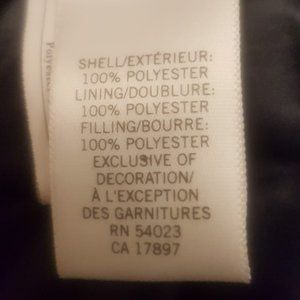 SHELL/EXTÉRIEUR:
100% POLYESTER
LINING/DOUBLURE:
100% POLYESTER
FILLING/BOURRE:
100% POLYESTER
EXCLUSIVE OF
DECORATION/
À L'EXCEPTION
DES GARNITURES
RN 54023
CA 17897